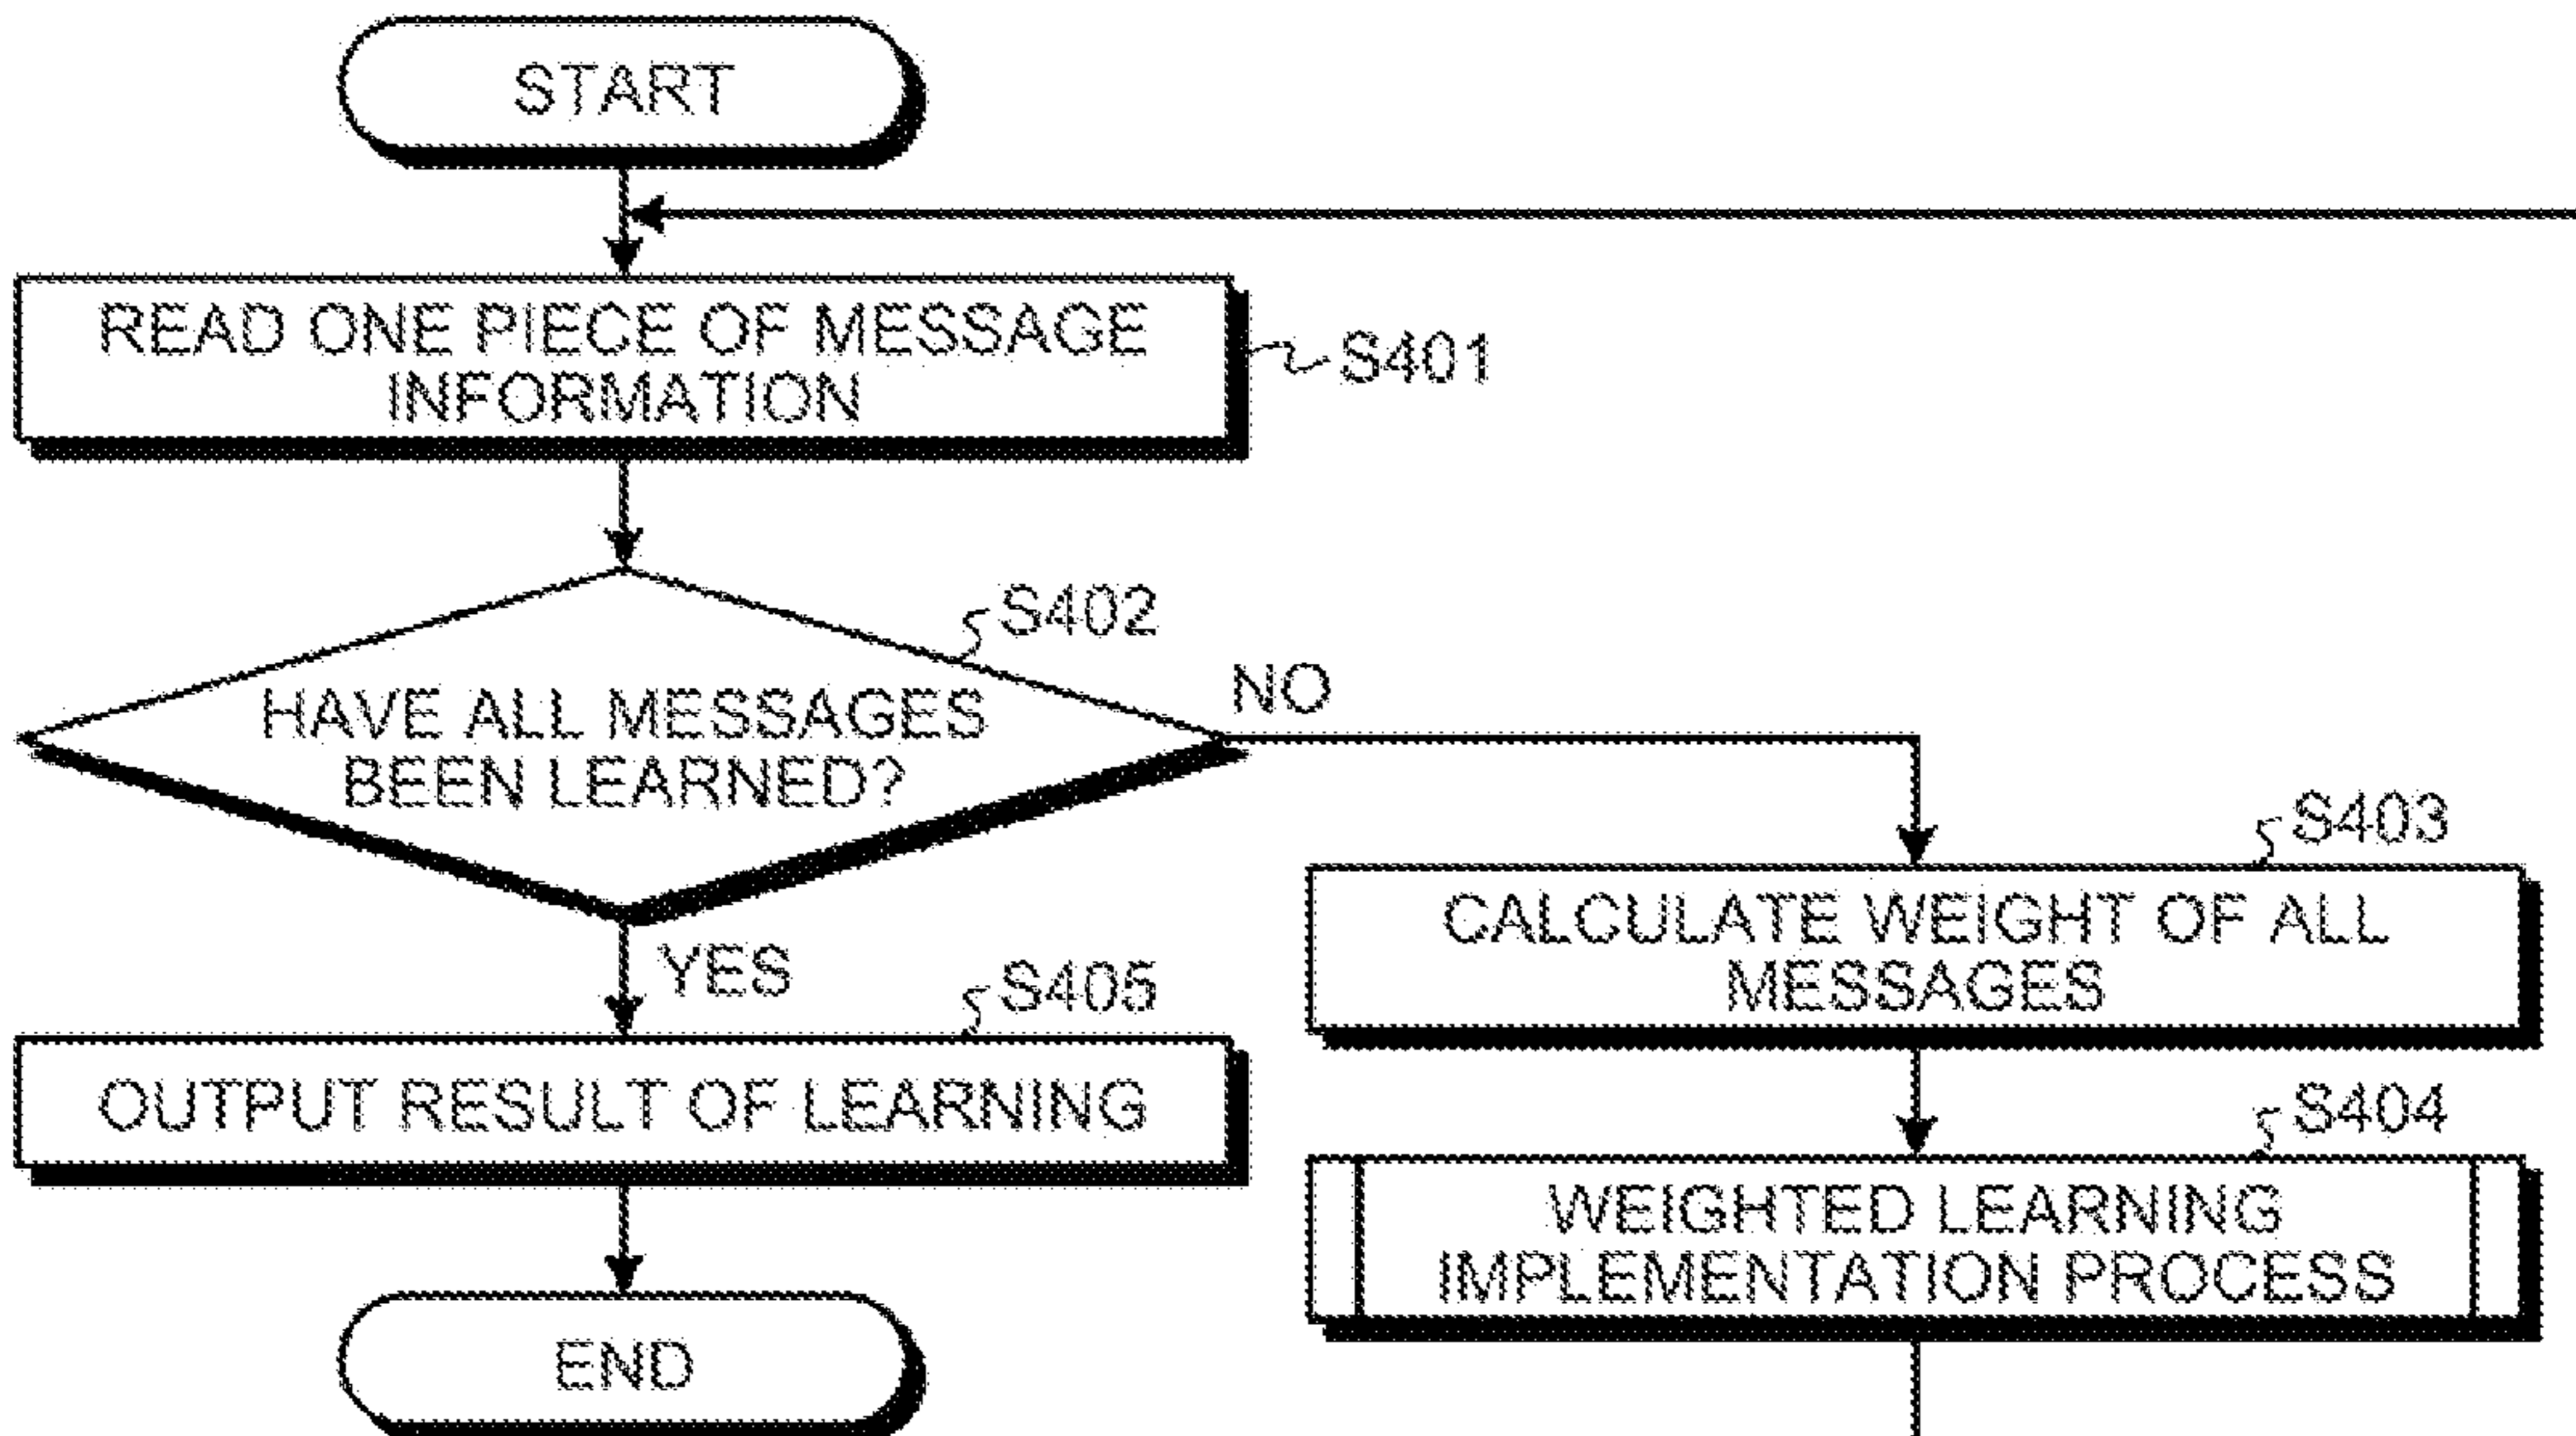 START
READ ONE PIECE OF MESSAGE
INFORMATION
S401
S402
HAVE ALL MESSAGES
BEEN LEARNED?
NO
YES
S403
CALCULATE WEIGHT OF ALL
MESSAGES
S405
OUTPUT RESULT OF LEARNING
S404
WEIGHTED LEARNING
IMPLEMENTATION PROCESS
END